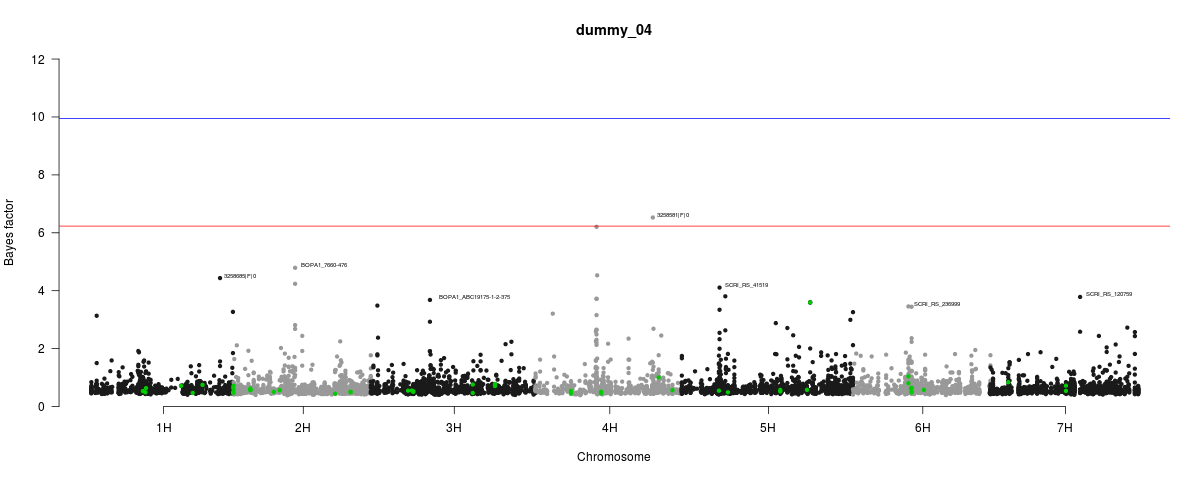 dummy_04
12
10
8
6
4
2
0
Bayes factor
3258581|F|0
BOPA1_7660-476
3258685|F|0
SCRI_RS_41519
SCRI_RS_120759
BOPA1_ABC19175-1-2-375
SCRI_RS_236999
1H 2H 3H 4H 5H 6H 7H
Chromosome